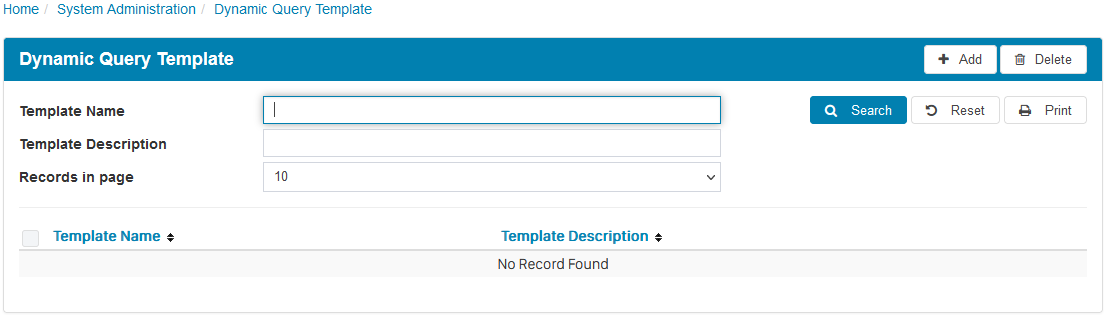 Home / System Administration / Dynamic Query Template
Dynamic Query Template
Add
Delete
Template Name
Search
Reset
Print
Template Description
Records in page
10
Template Name
Template Description
No Record Found